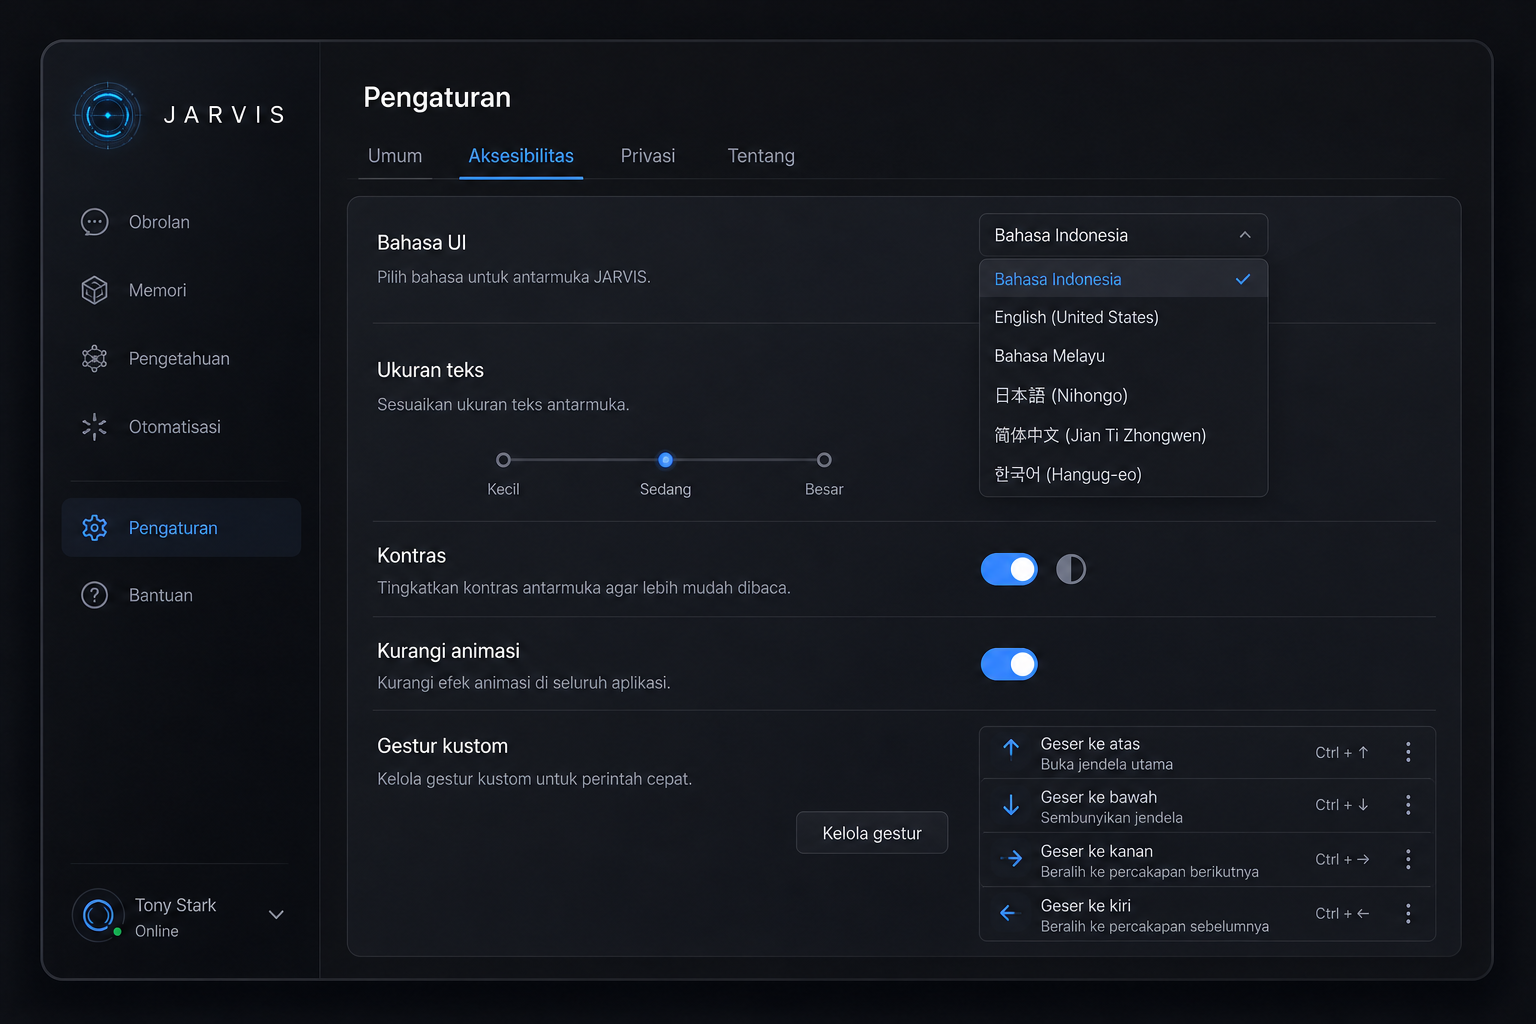 JARVIS
Obrolan
Memori
Pengetahuan
Otomatisasi
Pengaturan
Bantuan
Tony Stark
Online
Pengaturan
Umum
Aksesibilitas
Privasi
Tentang
Bahasa UI
Pilih bahasa untuk antarmuka JARVIS.
Bahasa Indonesia
Bahasa Indonesia
English (United States)
Bahasa Melayu
日本語 (Nihongo)
简体中文 (Jian Ti Zhongwen)
한국어 (Hangug-eo)
Ukuran teks
Sesuaikan ukuran teks antarmuka.
Kecil
Sedang
Besar
Kontras
Tingkatkan kontras antarmuka agar lebih mudah dibaca.
Kurangi animasi
Kurangi efek animasi di seluruh aplikasi.
Gestur kustom
Kelola gestur kustom untuk perintah cepat.
Kelola gestur
Geser ke atas
Buka jendela utama
Ctrl + ↑
Geser ke bawah
Sembunyikan jendela
Ctrl + ↓
Geser ke kanan
Beralih ke percakapan berikutnya
Ctrl + →
Geser ke kiri
Beralih ke percakapan sebelumnya
Ctrl + ←